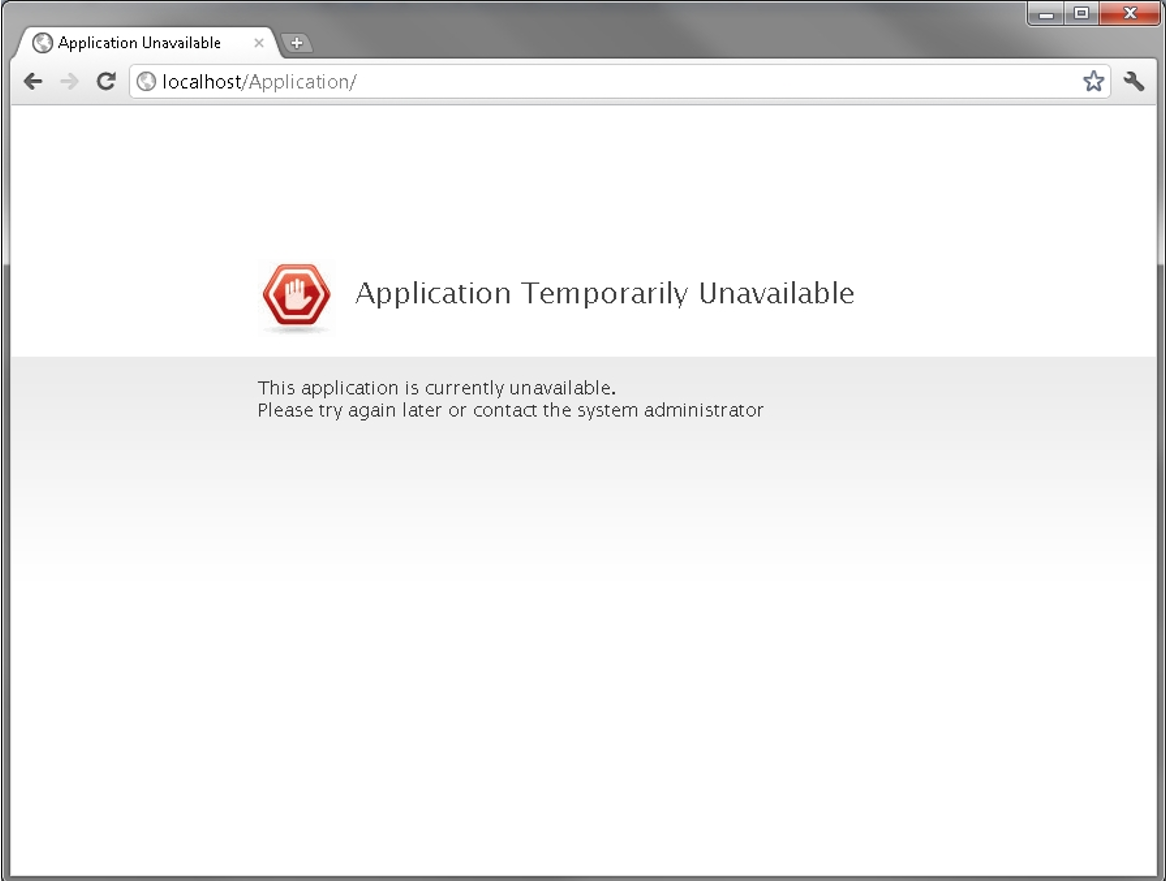 Application Unavailable
localhost/Application/
Application Temporarily Unavailable
This application is currently unavailable.
Please try again later or contact the system administrator